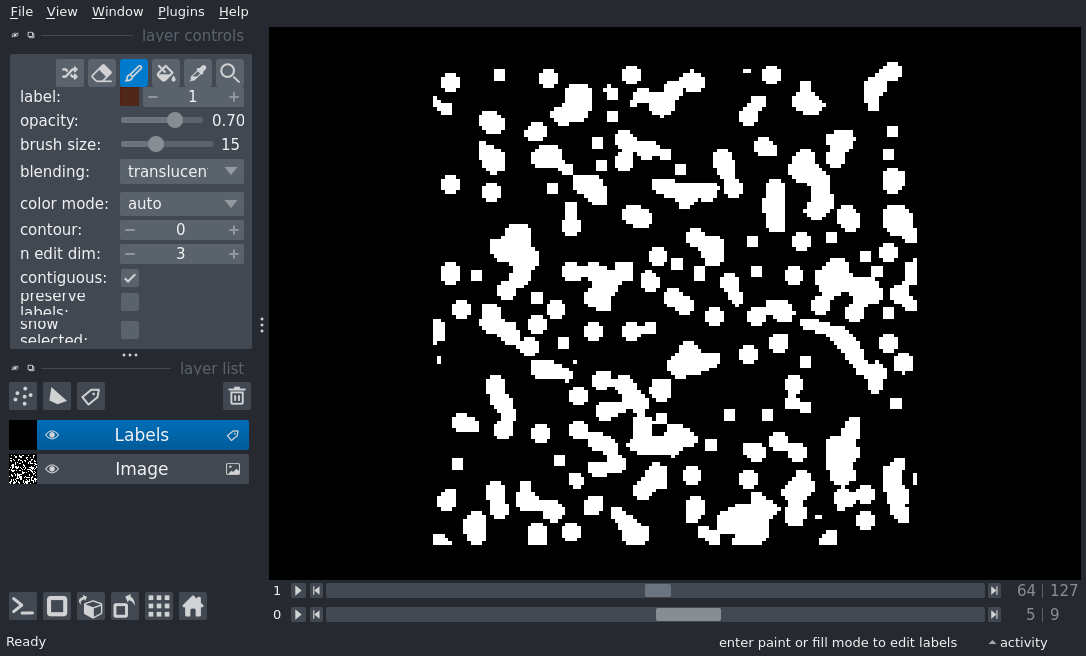 File View Window Plugins Help
layer controls
label: 1
opacity: 0.70
brush size: 15
blending: translucen
color mode: auto
contour: 0
n edit dim: 3
contiguous:
preserve
labels:
show
selected:
layer list
Labels
Image
1 64 127
0 5 9
Ready enter paint or fill mode to edit labels activity